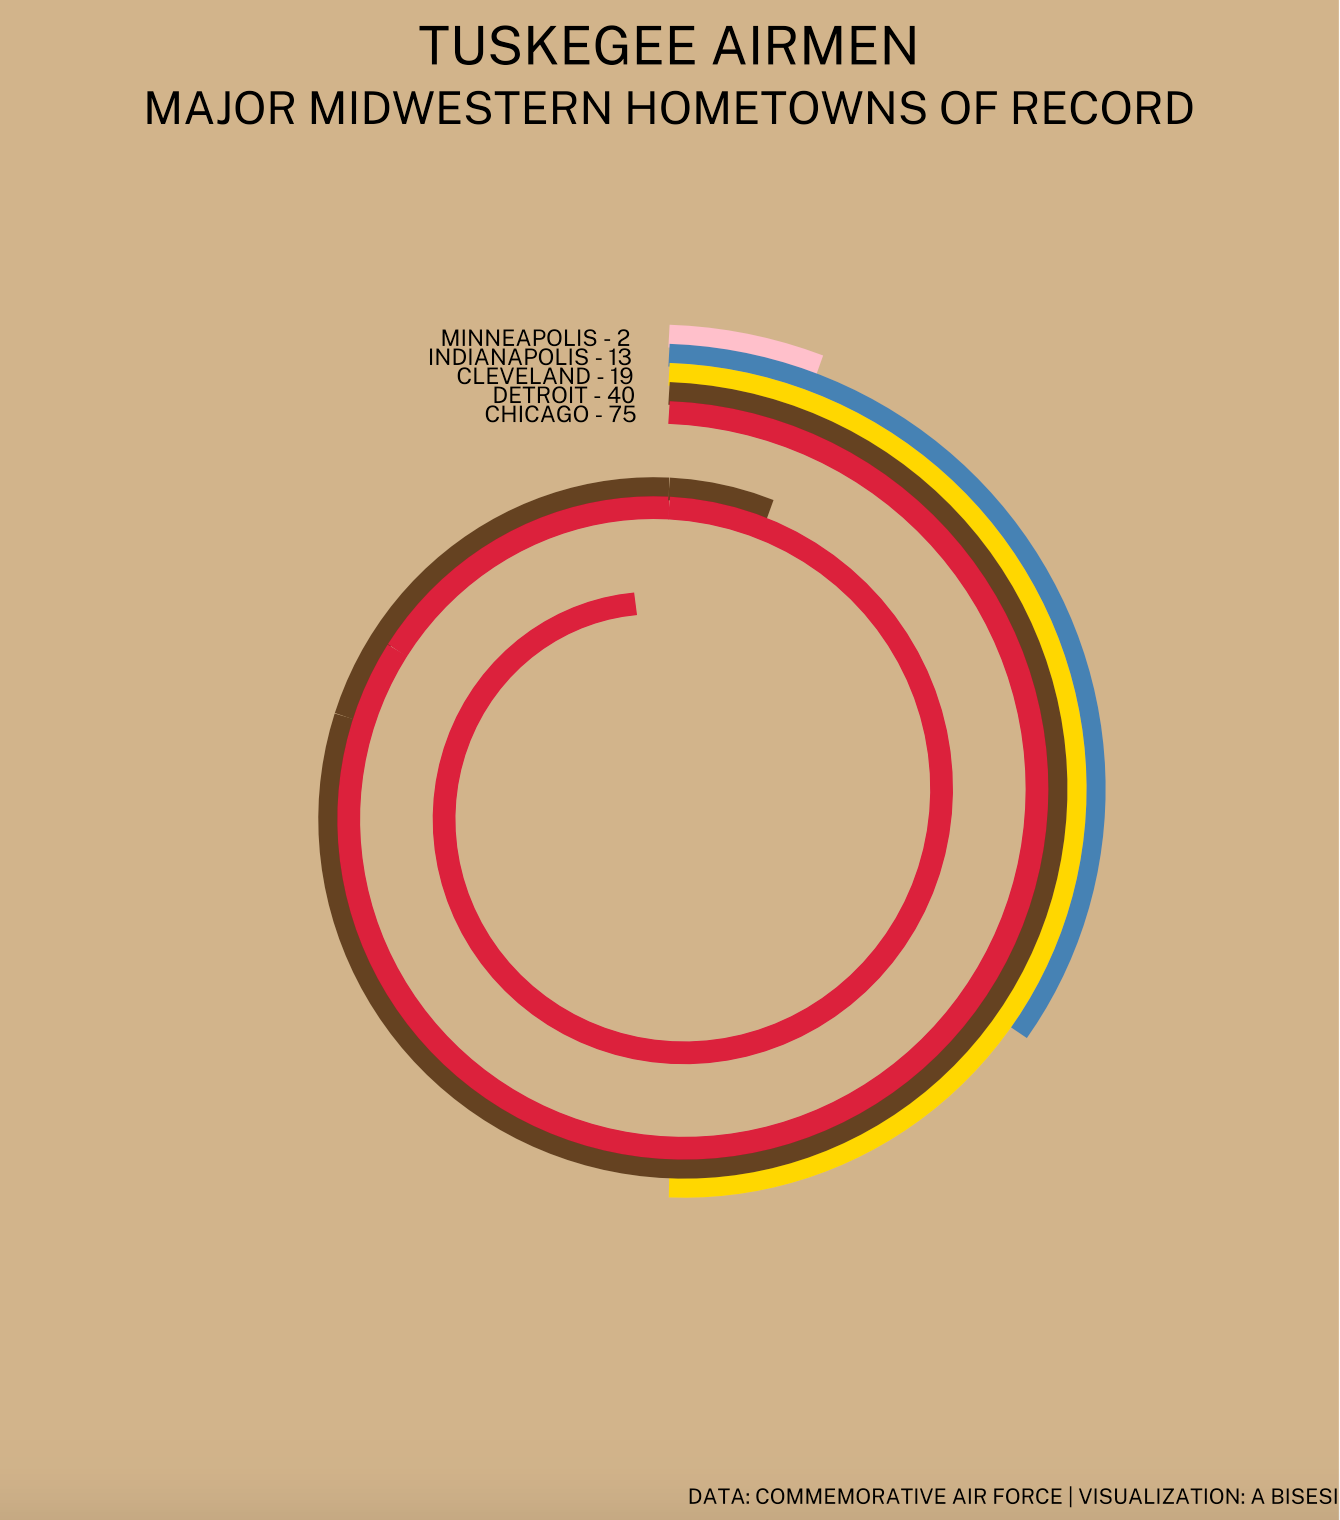 TUSKEGEE AIRMEN
MAJOR MIDWESTERN HOMETOWNS OF RECORD
MINNEAPOLIS - 2
INDIANAPOLIS - 13
CLEVELAND - 19
DETROIT - 40
CHICAGO - 75
DATA: COMMEMORATIVE AIR FORCE | VISUALIZATION: A BISESI